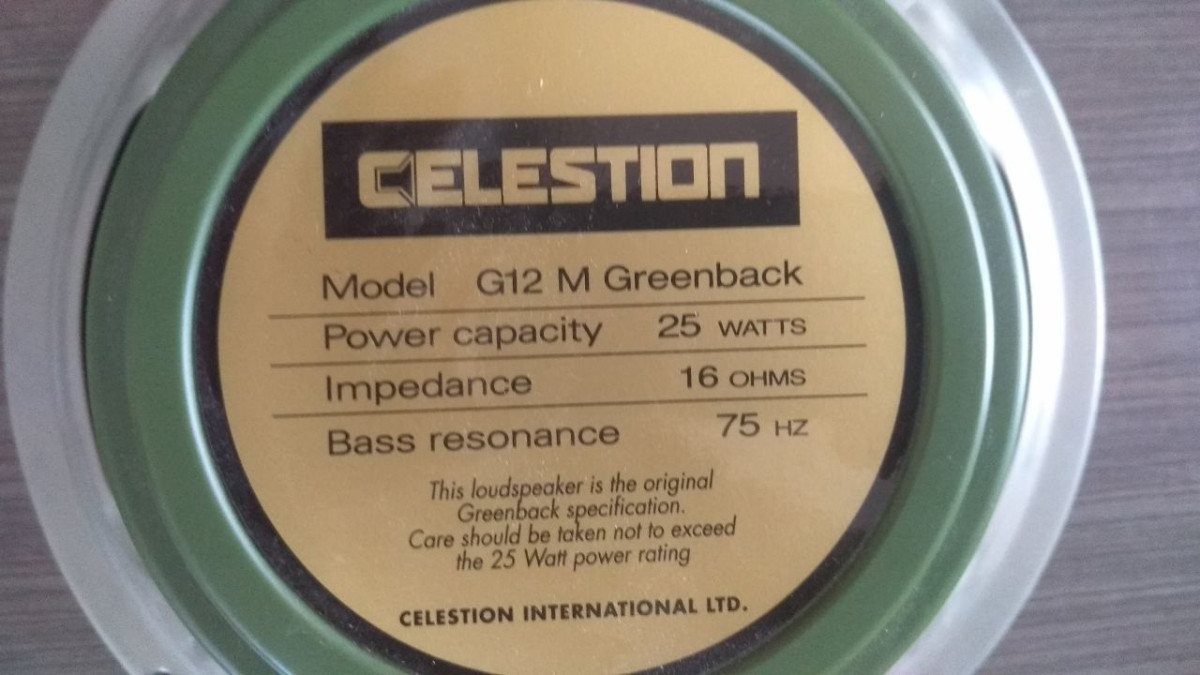 CELESTION
Model G12 M Greenback
Power capacity 25 WATTS
Impedance 16 OHMS
Bass resonance 75 HZ
This loudspeaker is the original
Greenback specification.
Care should be taken not to exceed
the 25 Watt power rating
CELESTION INTERNATIONAL LTD.